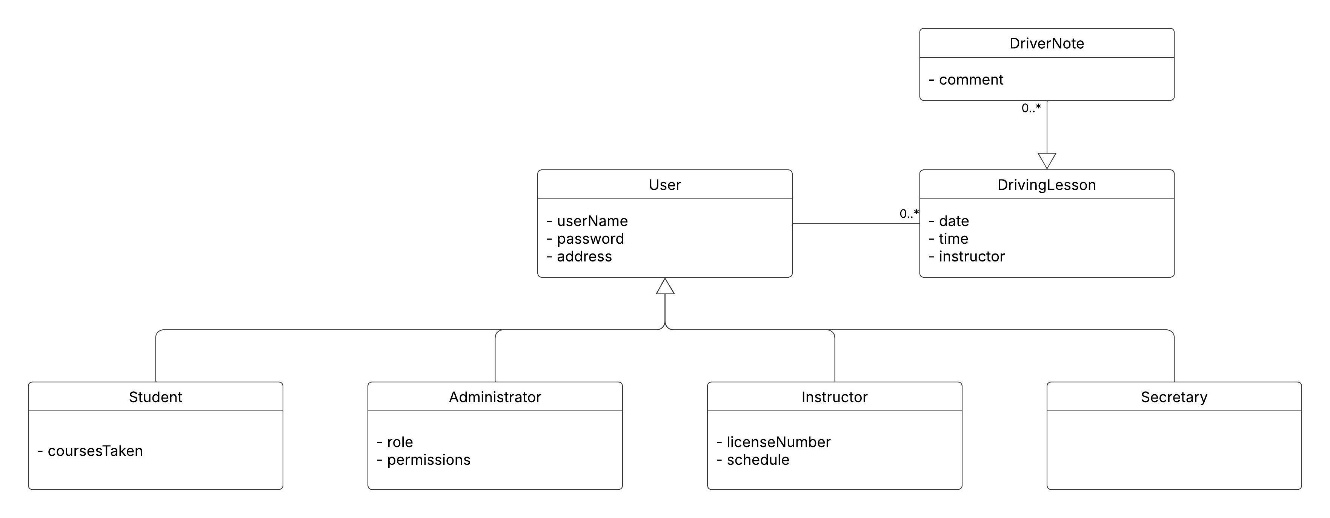 DriverNote
- comment
0..*
User
- userName
- password
- address
0..*
DrivingLesson
- date
- time
- instructor
Student
- coursesTaken
Administrator
- role
- permissions
Instructor
- licenseNumber
- schedule
Secretary